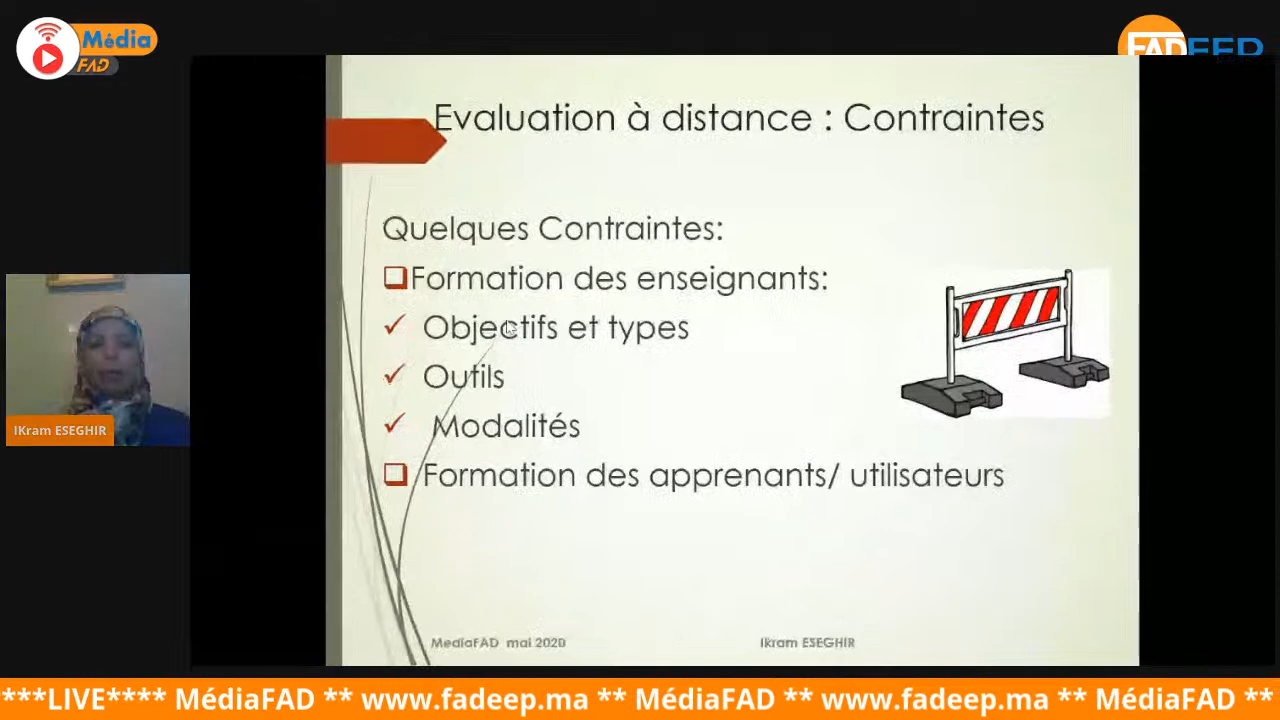 Média
FAD
FADEEP
Evaluation à distance : Contraintes
Quelques Contraintes:
Formation des enseignants:
Objectifs et types
Outils
Modalités
Formation des apprenants/ utilisateurs
IKram ESEGHIR
MediaFAD mai 2020
Ikram ESEGHIR
***LIVE**** MédiaFAD ** www.fadeep.ma ** MédiaFAD ** www.fadeep.ma ** MédiaFAD **